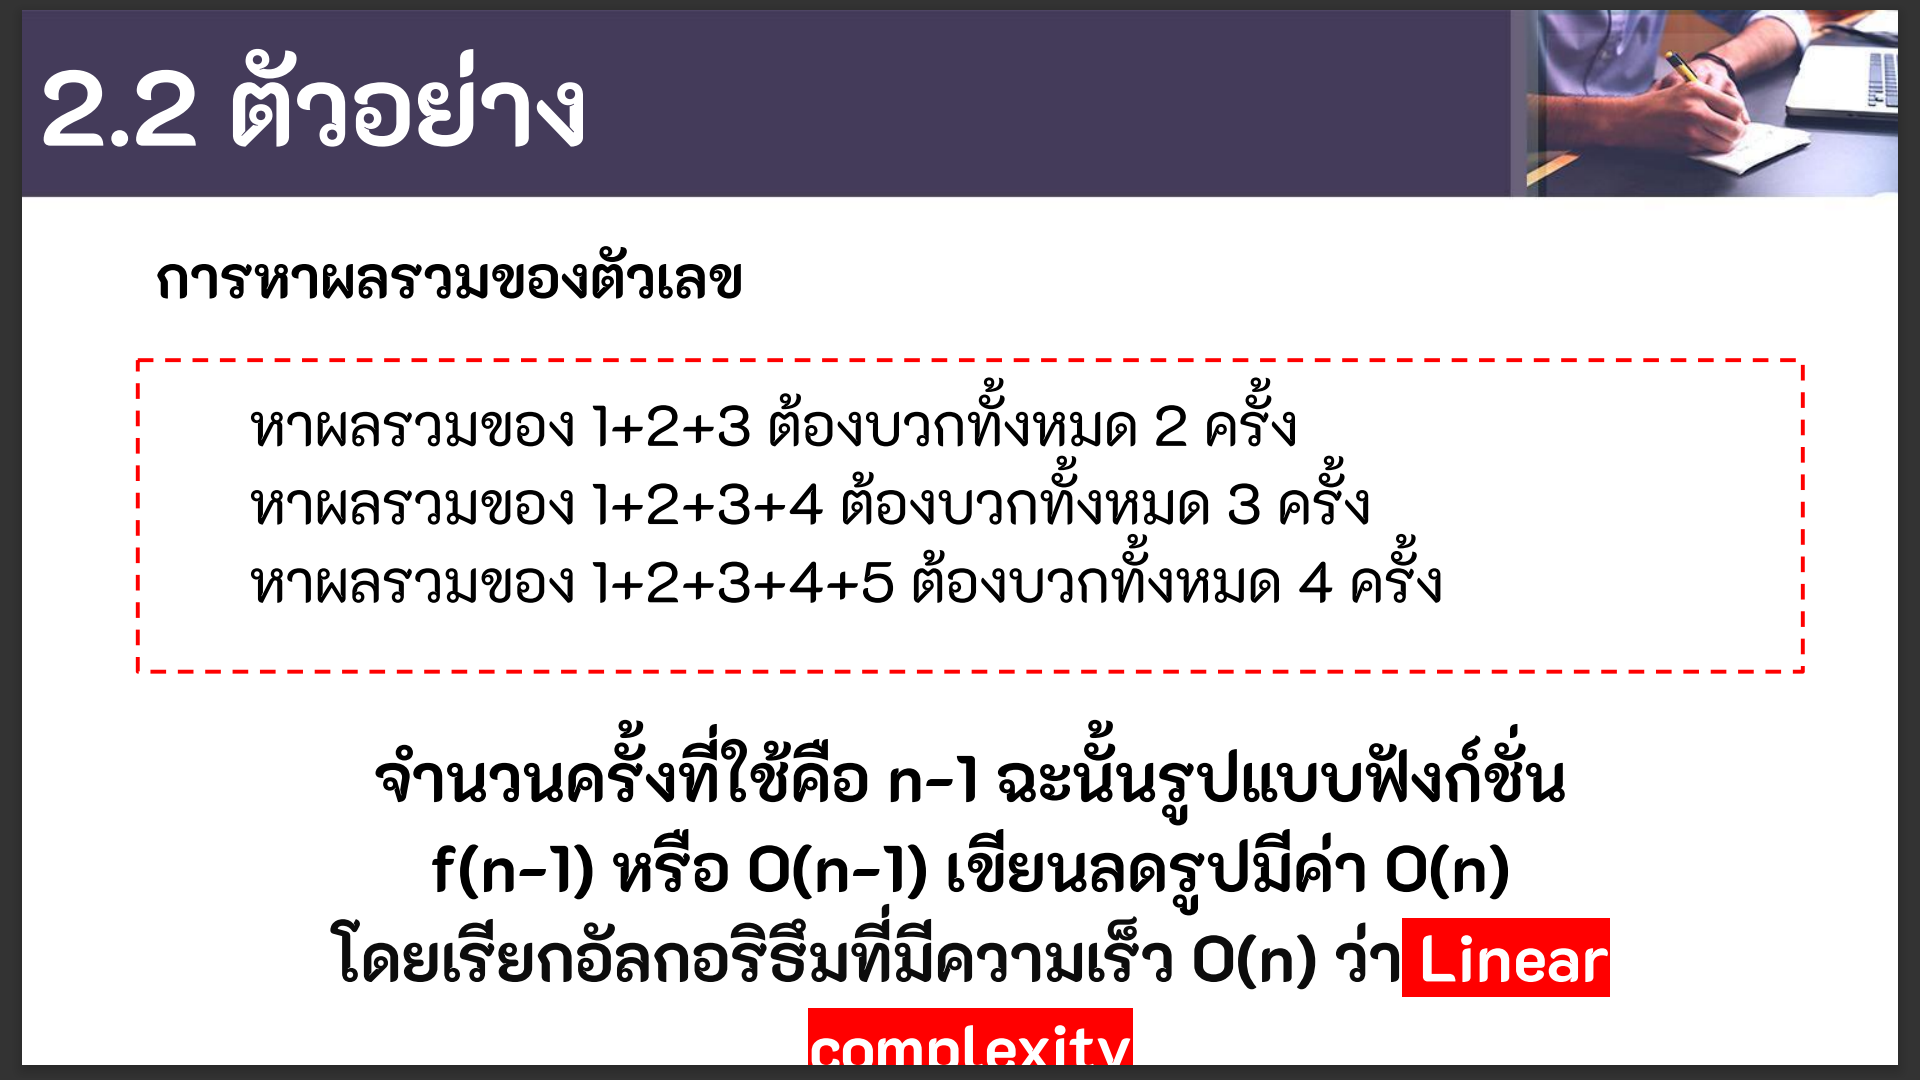 2.2 ตัวอย่าง
การหาผลรวมของตัวเลข
หาผลรวมของ 1+2+3 ต้องบวกทั้งหมด 2 ครั้ง
หาผลรวมของ 1+2+3+4 ต้องบวกทั้งหมด 3 ครั้ง
หาผลรวมของ 1+2+3+4+5 ต้องบวกทั้งหมด 4 ครั้ง
จำนวนครั้งที่ใช้คือ n-1 ฉะนั้นรูปแบบฟังก์ชั่น
f(n-1) หรือ O(n-1) เขียนลดรูปมีค่า O(n)
โดยเรียกอัลกอริธึมที่มีความเร็ว O(n) ว่า Linear
complexity